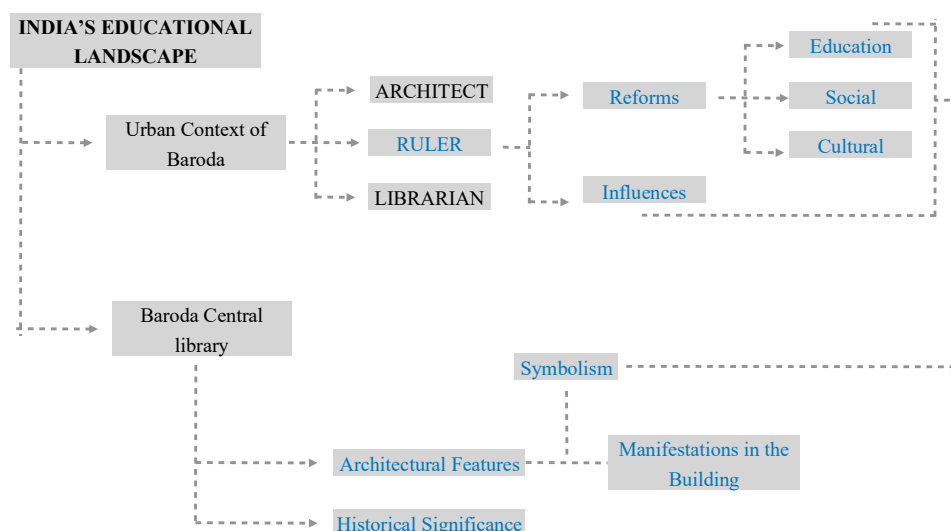 INDIA’S EDUCATIONAL
LANDSCAPE
Urban Context of
Baroda
ARCHITECT
RULER
LIBRARIAN
Reforms
Influences
Education
Social
Cultural
Baroda Central
library
Symbolism
Architectural Features
Manifestations in the
Building
Historical Significance